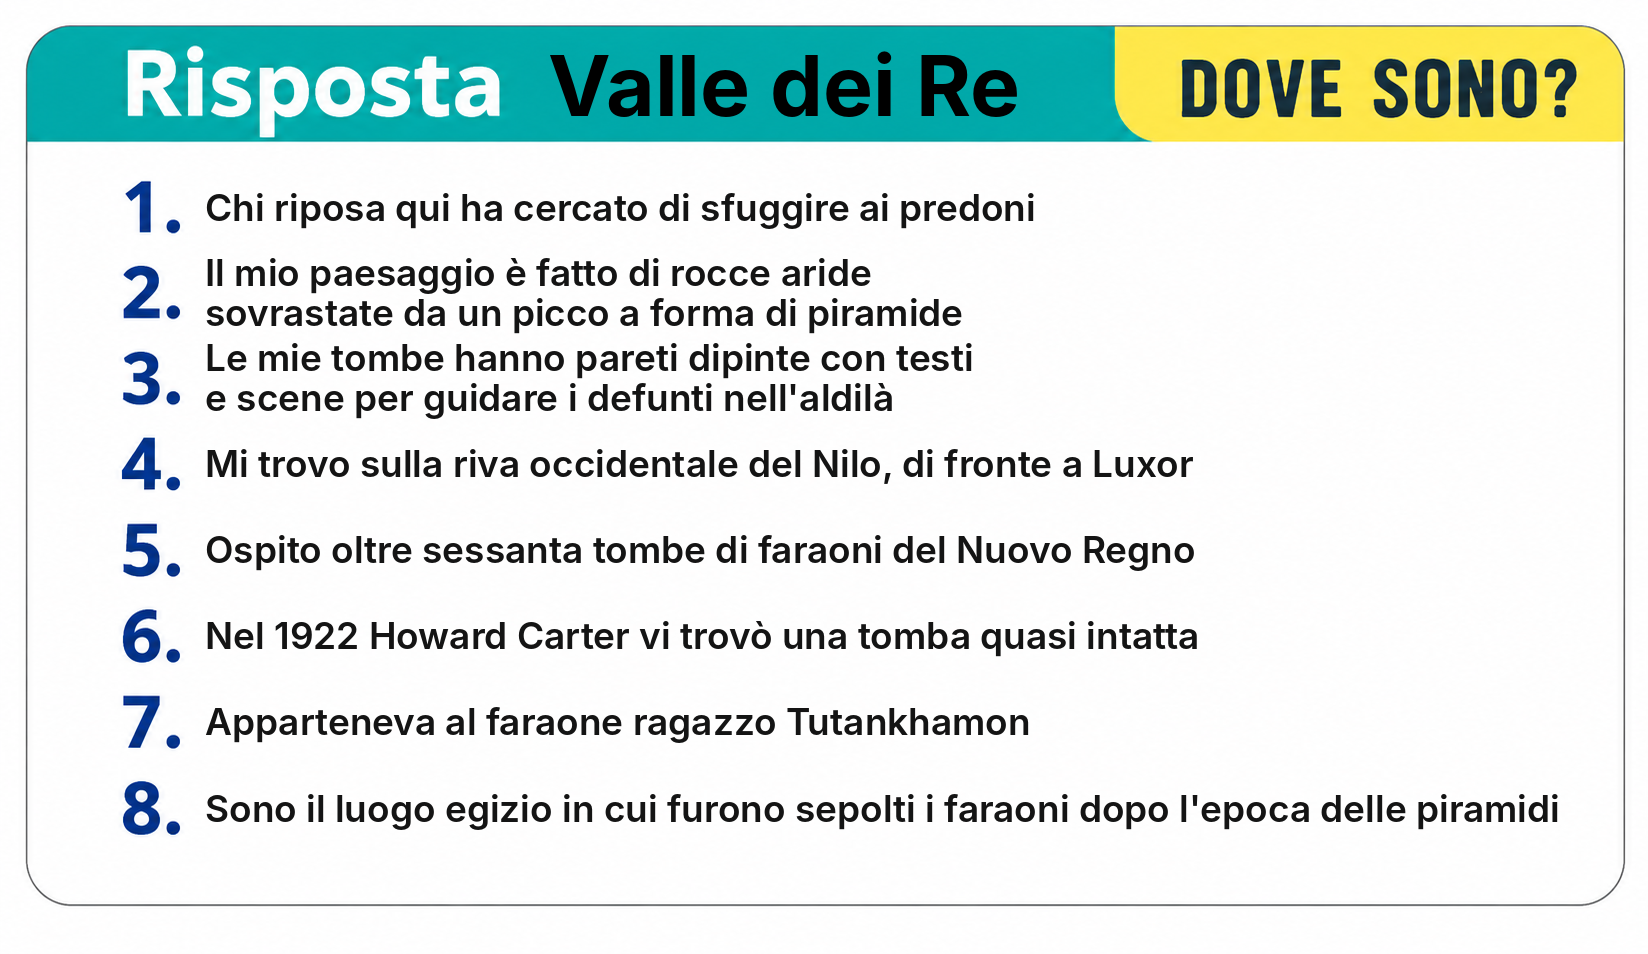 Risposta Valle dei Re DOVE SONO?
1. Chi riposa qui ha cercato di sfuggire ai predoni
2. Il mio paesaggio è fatto di rocce aride
sovrastate da un picco a forma di piramide
3. Le mie tombe hanno pareti dipinte con testi
e scene per guidare i defunti nell'aldilà
4. Mi trovo sulla riva occidentale del Nilo, di fronte a Luxor
5. Ospito oltre sessanta tombe di faraoni del Nuovo Regno
6. Nel 1922 Howard Carter vi trovò una tomba quasi intatta
7. Apparteneva al faraone ragazzo Tutankhamon
8. Sono il luogo egizio in cui furono sepolti i faraoni dopo l'epoca delle piramidi